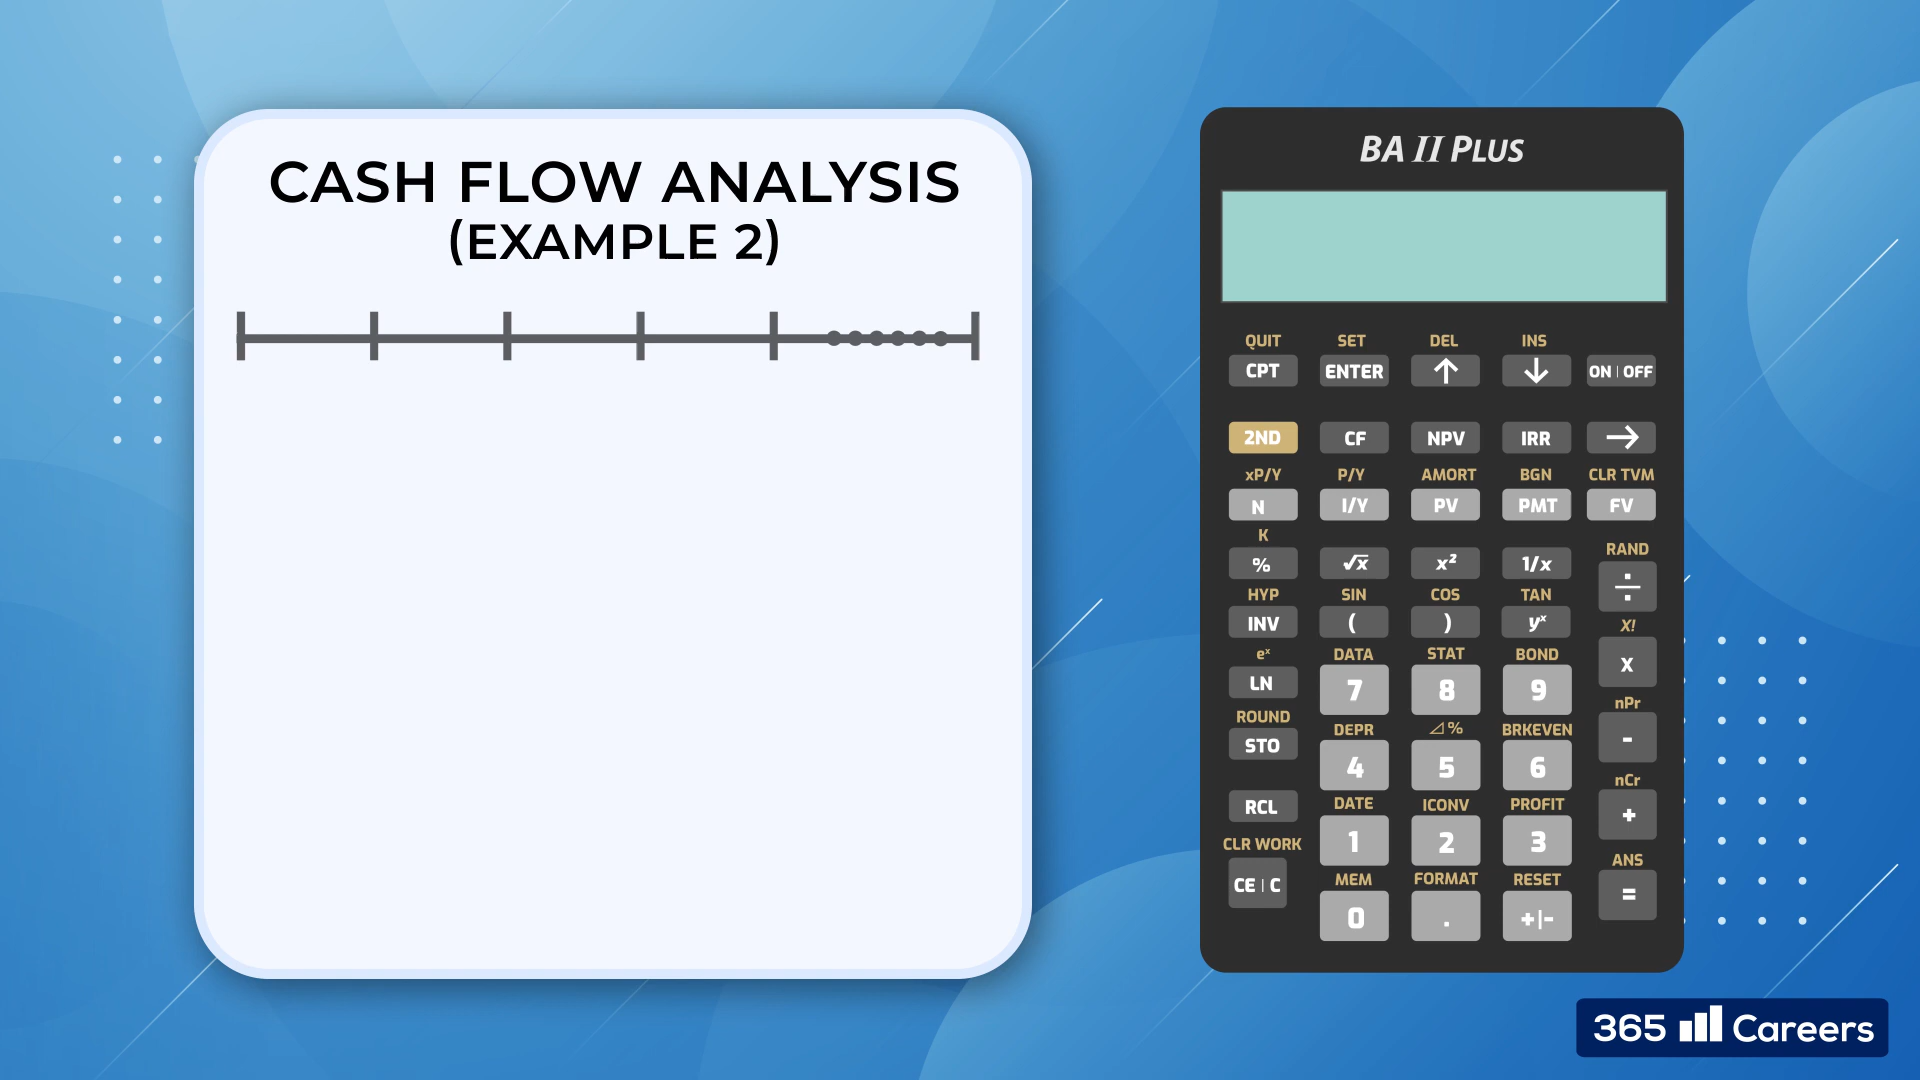 CASH FLOW ANALYSIS
(EXAMPLE 2)
BA II PLUS
QUIT SET DEL INS
CPT ENTER ↑ ↓ ON | OFF
2ND CF NPV IRR →
xP/Y P/Y AMORT BGN CLR TVM
N I/Y PV PMT FV
K
RAND
% √x x² 1/x ÷
HYP SIN COS TAN
INV ( ) yˣ
X!
eˣ DATA STAT BOND
LN 7 8 9 x
nPr
ROUND DEPR ⊿% BRKEVEN
STO 4 5 6 -
nCr
RCL DATE ICONV PROFIT
1 2 3 +
CLR WORK
ANS
MEM FORMAT RESET
CE | C 0 . +|- =
365 Careers